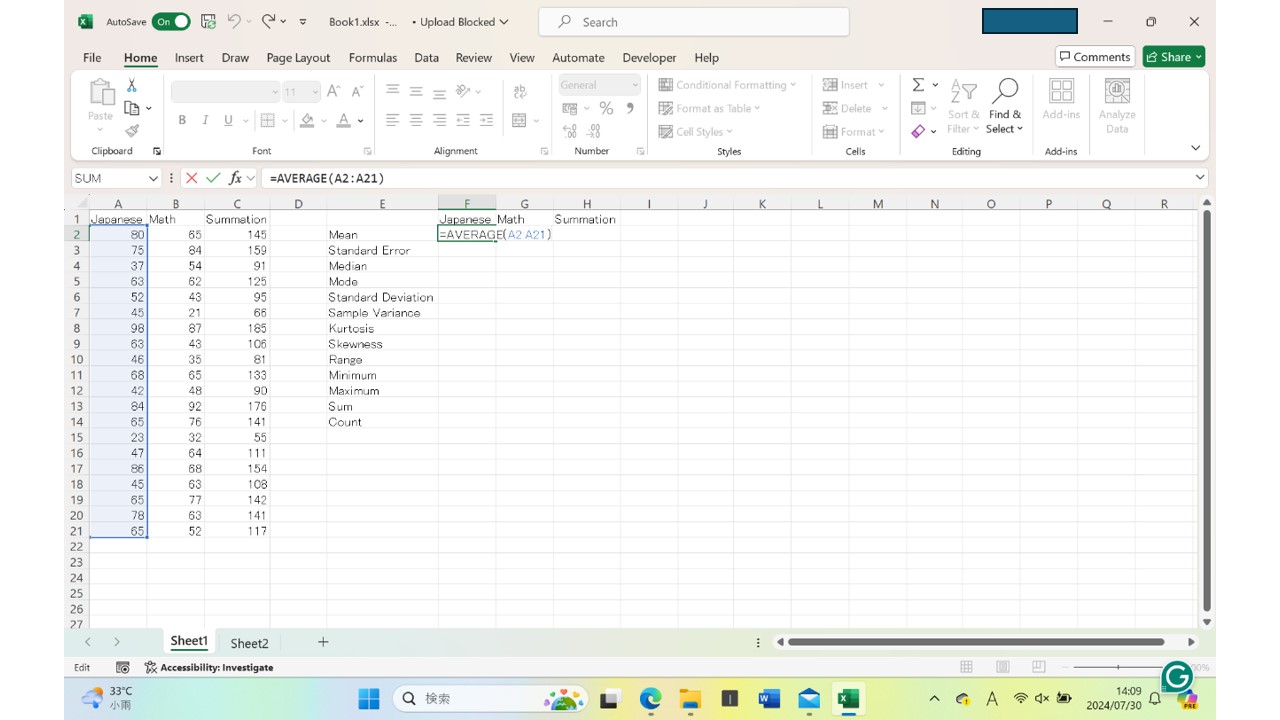 AutoSave On Book1.xlsx -... • Upload Blocked Search
File Home Insert Draw Page Layout Formulas Data Review View Automate Developer Help Comments Share
Paste 11 General Conditional Formatting Insert Sort & Find & Add-ins Analyze
B I U A % Format as Table Delete Filter Select Data
Cell Styles Format
Clipboard Font Alignment Number Styles Cells Editing Add-ins
SUM fx =AVERAGE(A2:A21)
A B C D E F G H I J K L M N O P Q R
1 Japanese Math Summation Japanese Math Summation
2 80 65 145 Mean =AVERAGE(A2:A21)
3 75 84 159 Standard Error
4 37 54 91 Median
5 63 62 125 Mode
6 52 43 95 Standard Deviation
7 45 21 66 Sample Variance
8 98 87 185 Kurtosis
9 63 43 106 Skewness
10 46 35 81 Range
11 68 65 133 Minimum
12 42 48 90 Maximum
13 84 92 176 Sum
14 65 76 141 Count
15 23 32 55
16 47 64 111
17 86 68 154
18 45 63 108
19 65 77 142
20 78 63 141
21 65 52 117
22
23
24
25
26
27
Sheet1 Sheet2
Edit Accessibility: Investigate
33°C 検索 A 14:09
小雨 2024/07/30 PRE